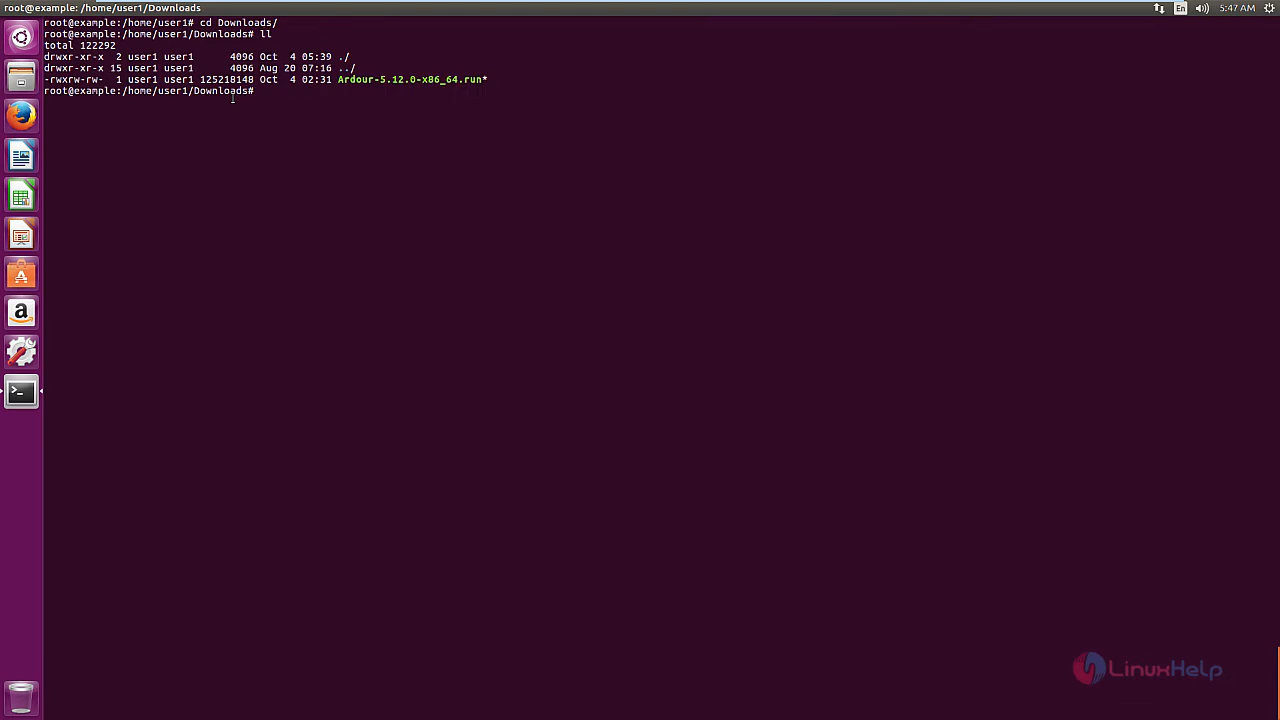 root@example: /home/user1/Downloads
En
5:47 AM
root@example:/home/user1# cd Downloads/
root@example:/home/user1/Downloads# ll
total 122292
drwxr-xr-x  2 user1 user1      4096 Oct  4 05:39 ./
drwxr-xr-x 15 user1 user1      4096 Aug 20 07:16 ../
-rwxrw-rw-  1 user1 user1 125218148 Oct  4 02:31 Ardour-5.12.0-x86_64.run*
root@example:/home/user1/Downloads#
LinuxHelp